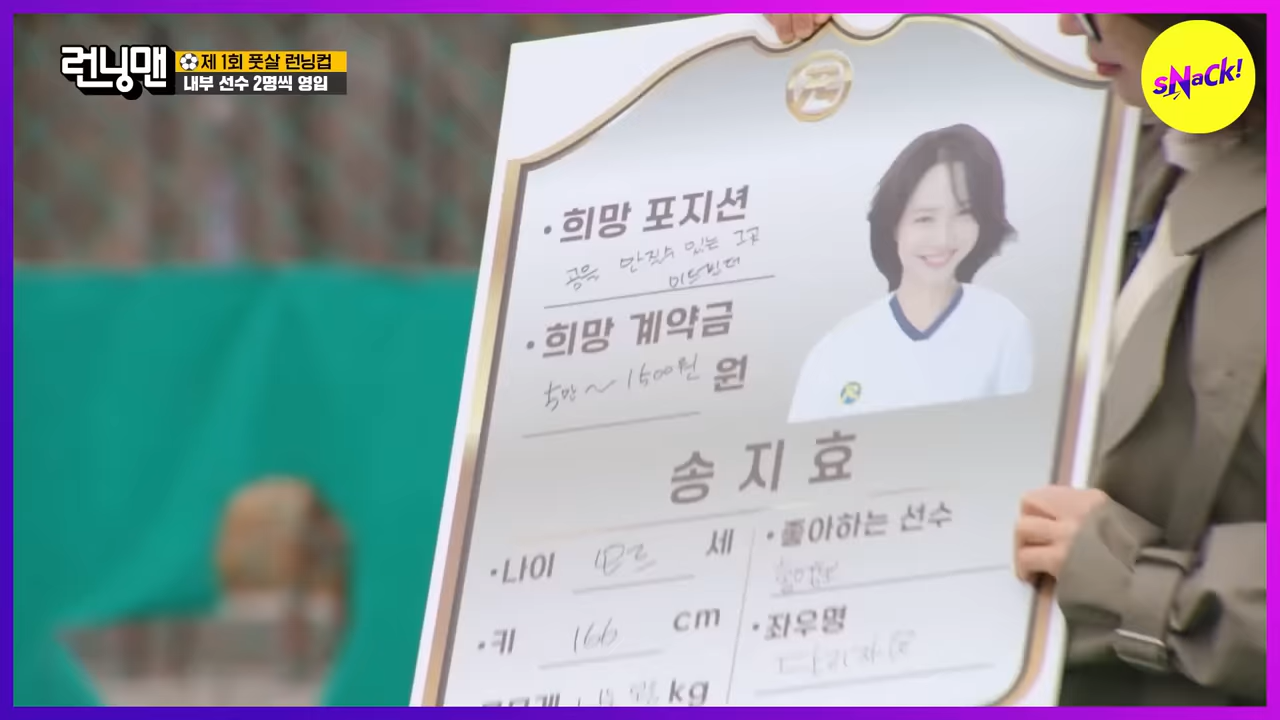 런닝맨
제 1회 풋살 런닝컵
내부 선수 2명씩 영입
sNaCk!
·희망 포지션
공을 만질수 있는 그곳
미드필더
·희망 계약금
5만~1500원 원
송지효
·나이 세
·좋아하는 선수
·키 166 cm
·좌우명
kg